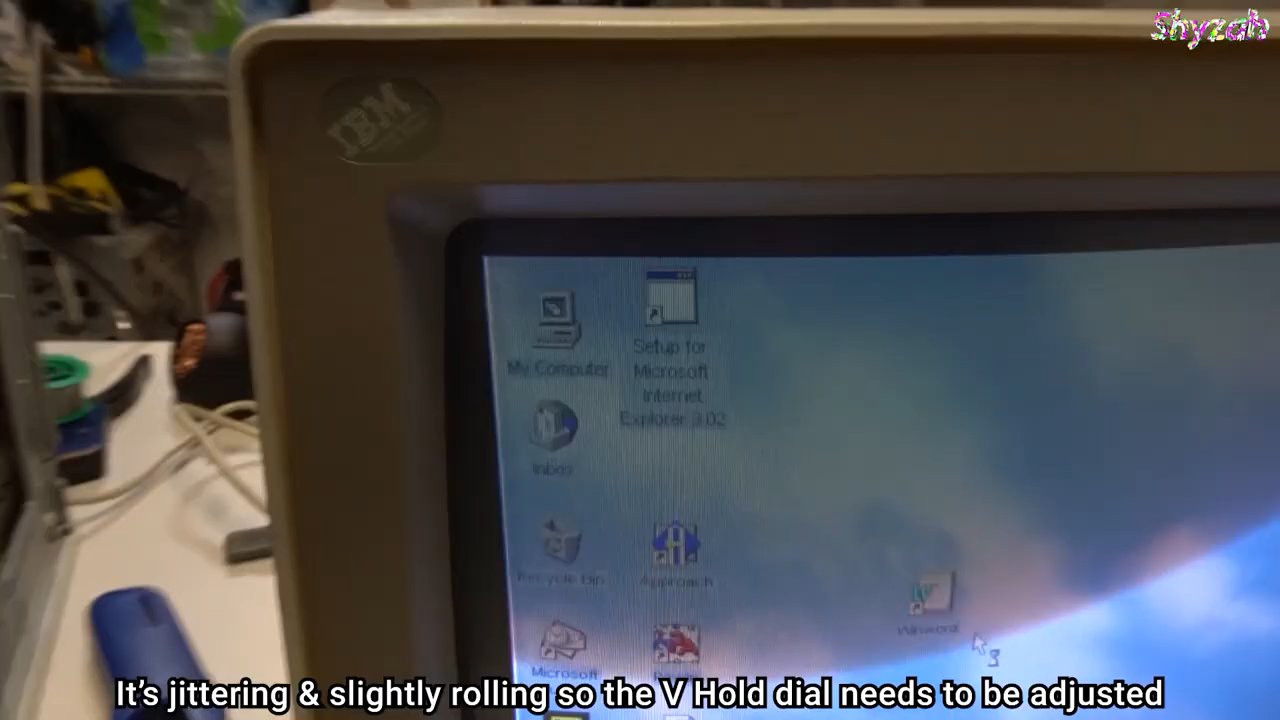 Shyzah
IBM
My Computer
Setup for
Microsoft
Internet
Explorer 3.02
Inbox
Recycle Bin
Approach
Winword
Microsoft
It's jittering & slightly rolling so the V Hold dial needs to be adjusted